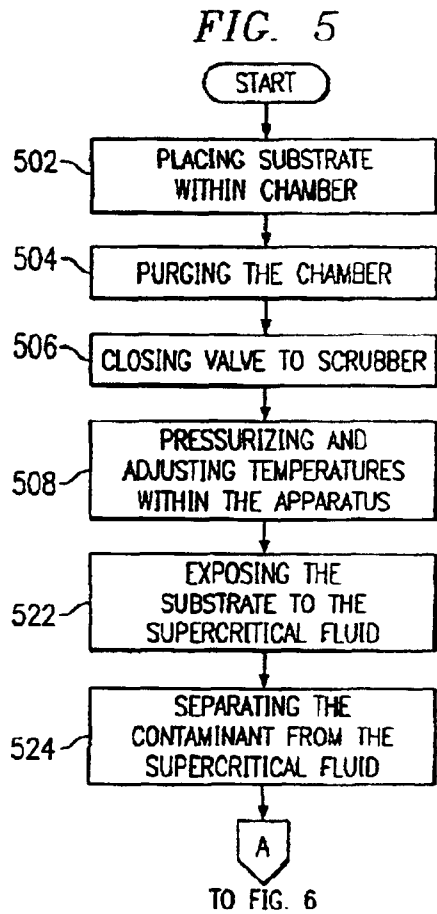 FIG. 5
START
502
PLACING SUBSTRATE
WITHIN CHAMBER
504
PURGING THE CHAMBER
506
CLOSING VALVE TO SCRUBBER
508
PRESSURIZING AND
ADJUSTING TEMPERATURES
WITHIN THE APPARATUS
522
EXPOSING THE
SUBSTRATE TO THE
SUPERCRITICAL FLUID
524
SEPARATING THE
CONTAMINANT FROM THE
SUPERCRITICAL FLUID
A
TO FIG. 6